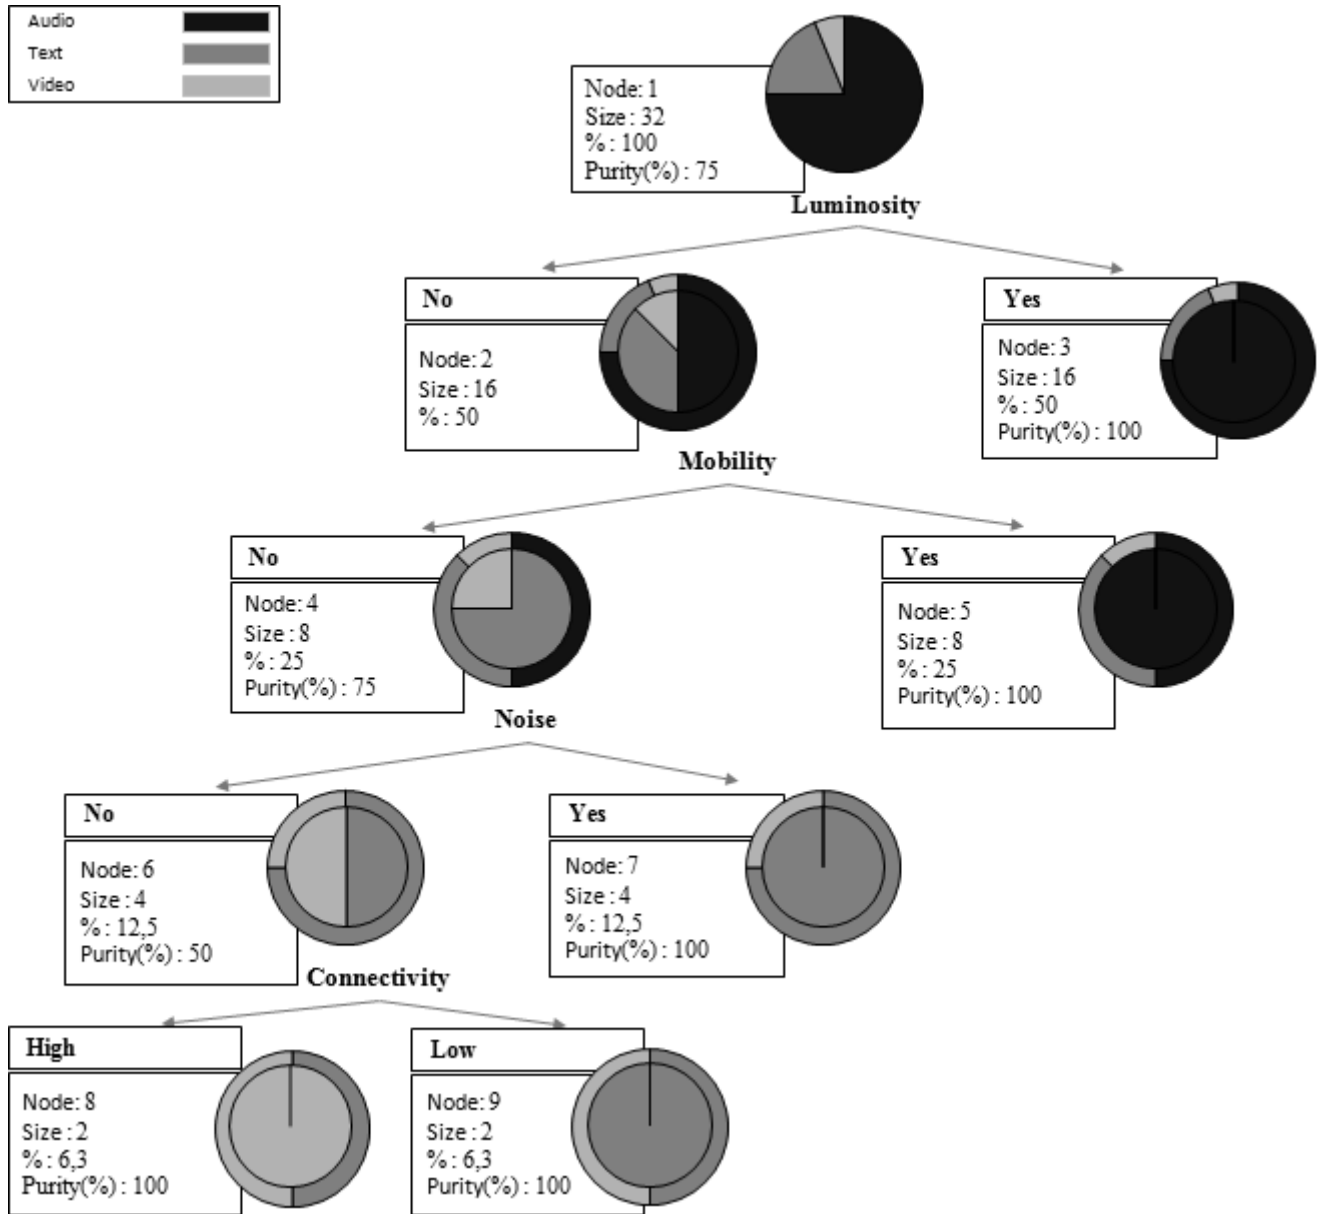 Audio
Text
Video
Node: 1
Size : 32
% : 100
Purity(%) : 75
Luminosity
No
Node: 2
Size : 16
% : 50
Yes
Node: 3
Size : 16
% : 50
Purity(%) : 100
Mobility
No
Node: 4
Size : 8
% : 25
Purity(%) : 75
Yes
Node: 5
Size : 8
% : 25
Purity(%) : 100
Noise
No
Node: 6
Size : 4
% : 12,5
Purity(%) : 50
Yes
Node: 7
Size : 4
% : 12,5
Purity(%) : 100
Connectivity
High
Node: 8
Size : 2
% : 6,3
Purity(%) : 100
Low
Node: 9
Size : 2
% : 6,3
Purity(%) : 100